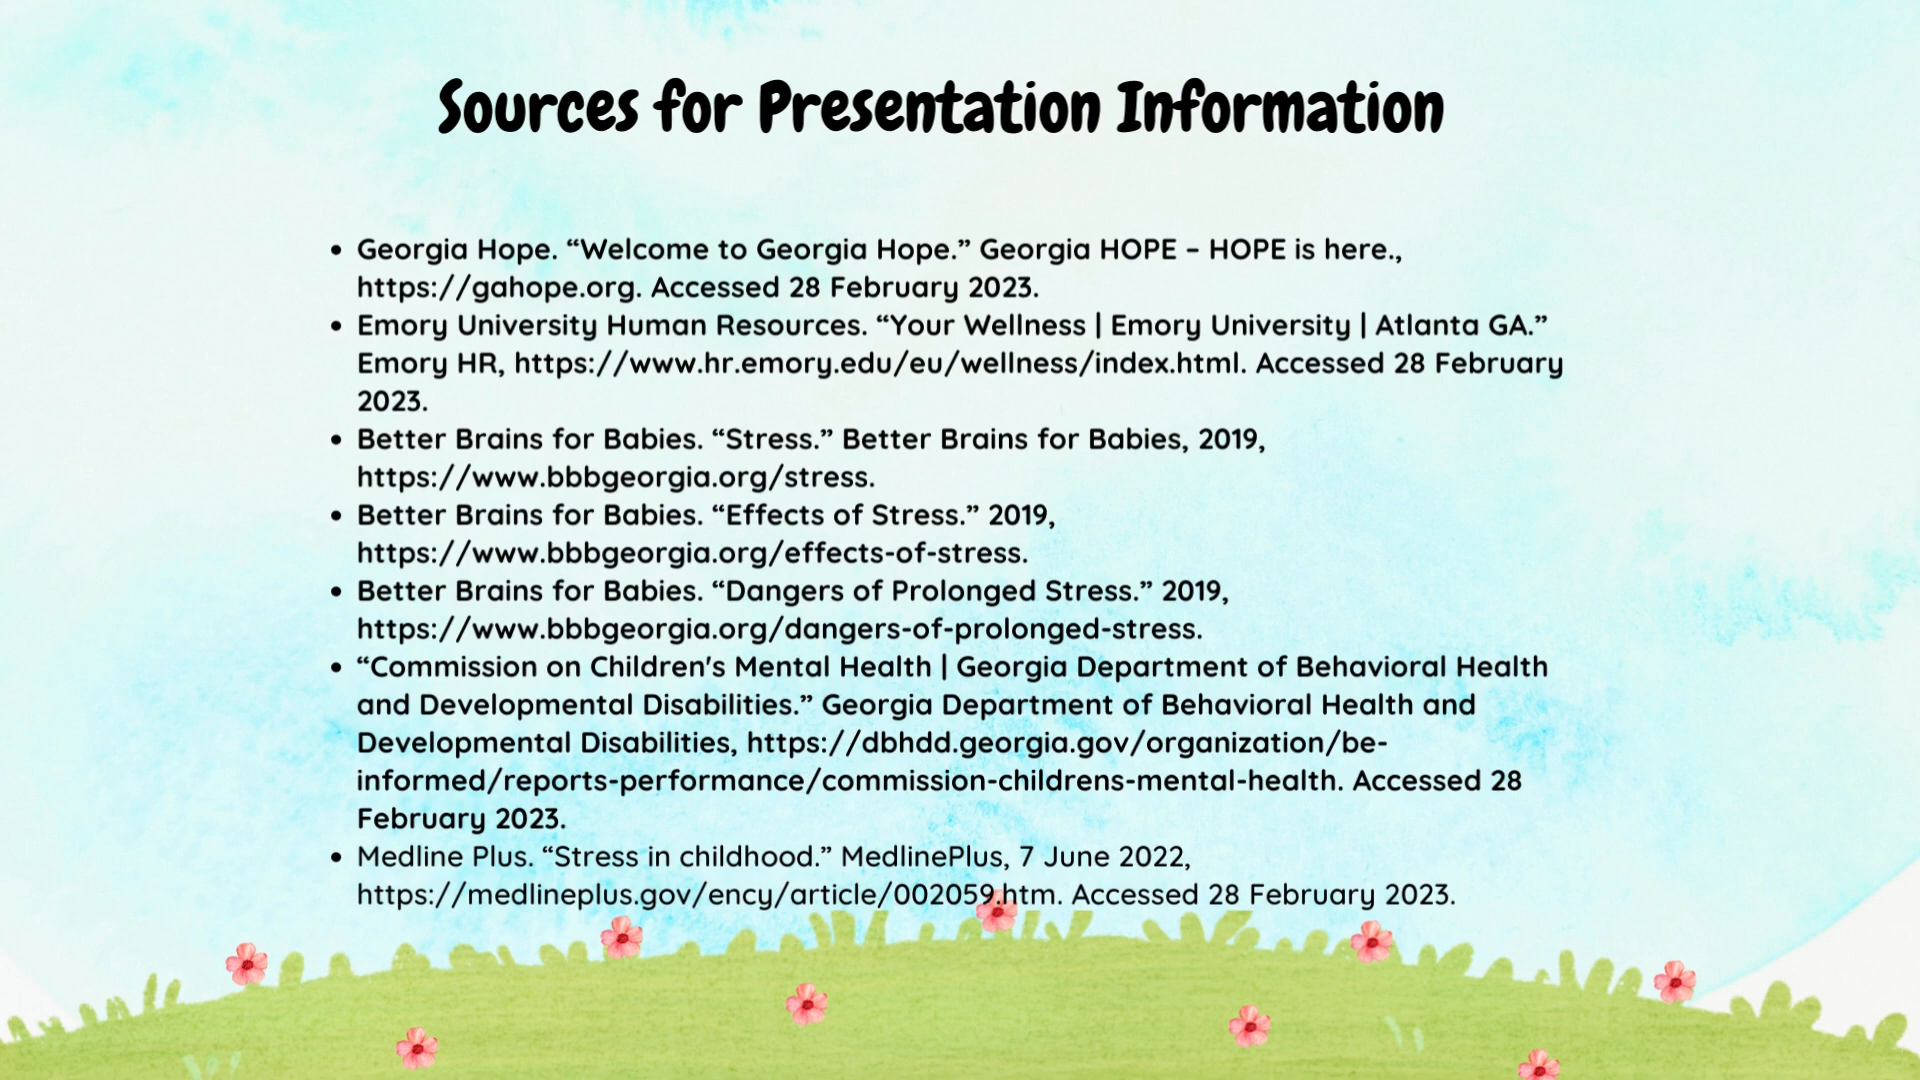 Sources for Presentation Information
• Georgia Hope. “Welcome to Georgia Hope.” Georgia HOPE – HOPE is here.,
https://gahope.org. Accessed 28 February 2023.
• Emory University Human Resources. “Your Wellness | Emory University | Atlanta GA.”
Emory HR, https://www.hr.emory.edu/eu/wellness/index.html. Accessed 28 February
2023.
• Better Brains for Babies. “Stress.” Better Brains for Babies, 2019,
https://www.bbbgeorgia.org/stress.
• Better Brains for Babies. “Effects of Stress.” 2019,
https://www.bbbgeorgia.org/effects-of-stress.
• Better Brains for Babies. “Dangers of Prolonged Stress.” 2019,
https://www.bbbgeorgia.org/dangers-of-prolonged-stress.
• “Commission on Children's Mental Health | Georgia Department of Behavioral Health
and Developmental Disabilities.” Georgia Department of Behavioral Health and
Developmental Disabilities, https://dbhdd.georgia.gov/organization/be-
informed/reports-performance/commission-childrens-mental-health. Accessed 28
February 2023.
• Medline Plus. “Stress in childhood.” MedlinePlus, 7 June 2022,
https://medlineplus.gov/ency/article/002059.htm. Accessed 28 February 2023.